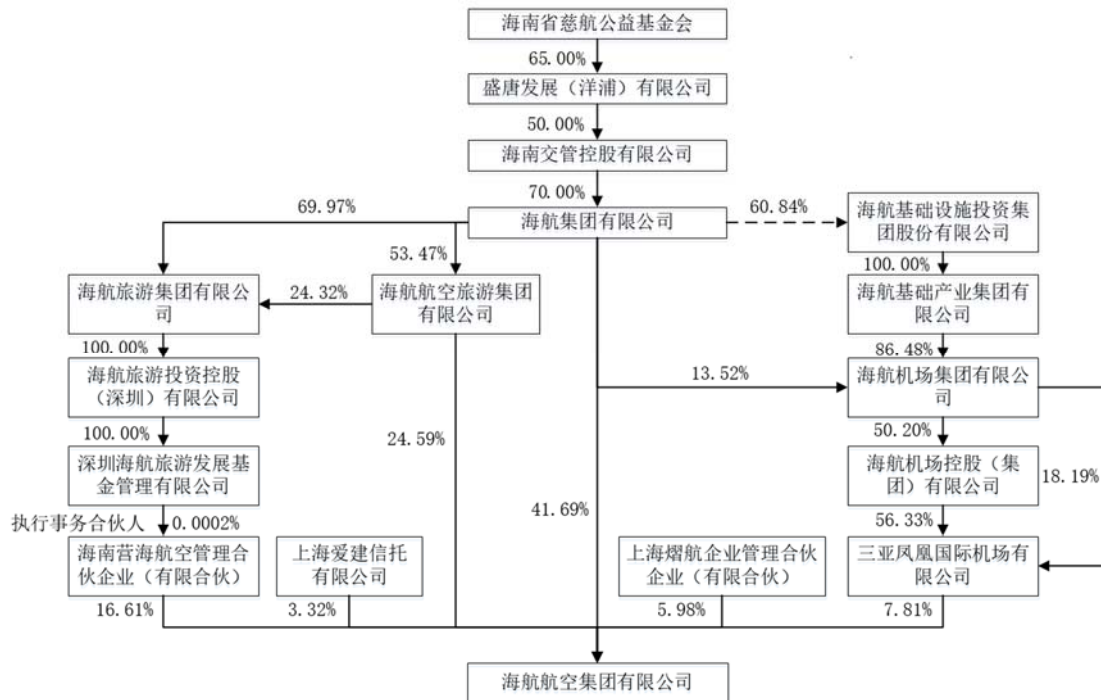 海南省慈航公益基金会
65.00%
盛唐发展（洋浦）有限公司
50.00%
海南交管控股有限公司
70.00%
69.97%
海航集团有限公司
60.84%
海航基础设施投资集
团股份有限公司
53.47%
100.00%
海航旅游集团有限公
司
24.32%
海航航空旅游集团
有限公司
海航基础产业集团有
限公司
100.00%
86.48%
海航旅游投资控股
（深圳）有限公司
13.52%
海航机场集团有限公
司
100.00%
24.59%
50.20%
深圳海航旅游发展基
金管理有限公司
海航机场控股（集
团）有限公司
18.19%
41.69%
执行事务合伙人
0.0002%
56.33%
海南营海航空管理合
伙企业（有限合伙）
上海爱建信托
有限公司
上海熠航企业管理合伙
企业（有限合伙）
三亚凤凰国际机场有
限公司
16.61%
3.32%
5.98%
7.81%
海航航空集团有限公司